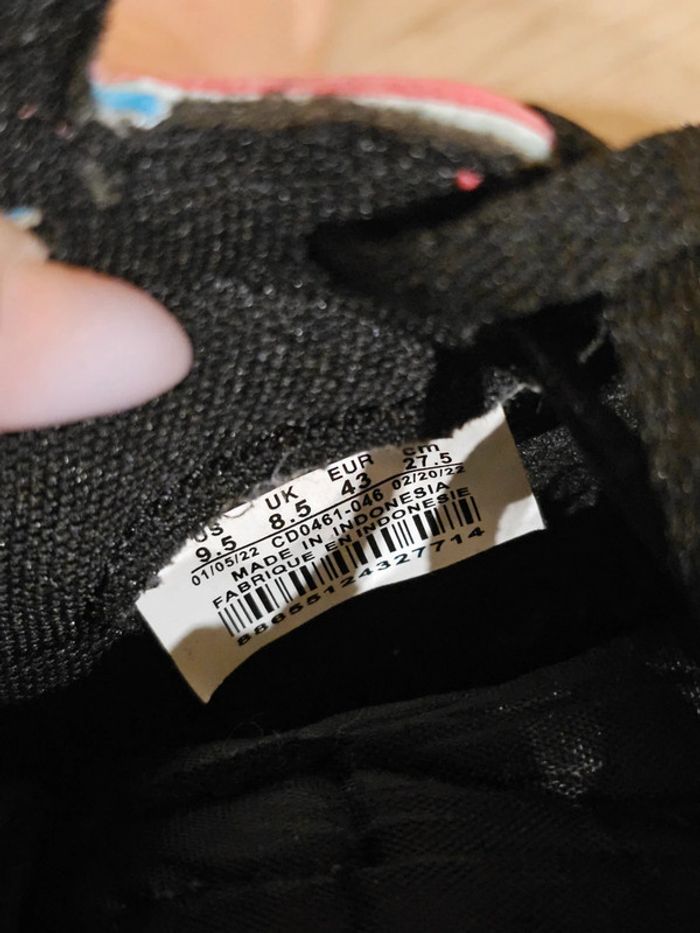 US UK EUR cm
9.5 8.5 43 27.5
01/05/22 CD0461-046 02/20/22
MADE IN INDONESIA
FABRIQUE EN INDONESIE
88655124327714